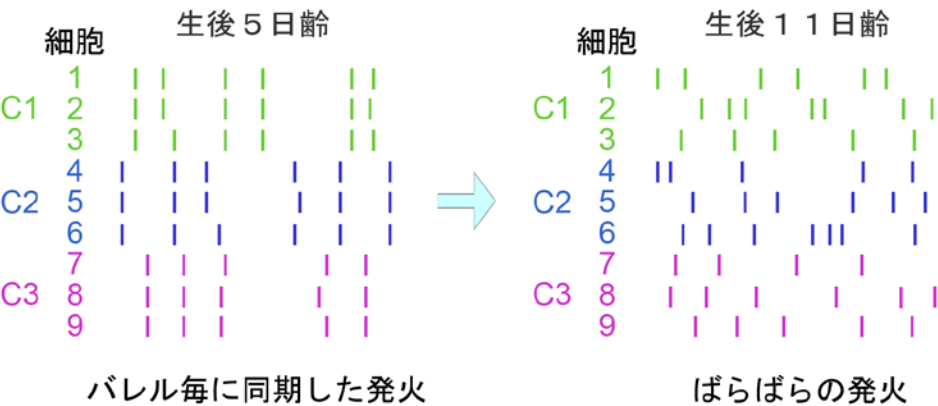 生後５日齢
細胞
1
C1 2
3
4
C2 5
6
7
C3 8
9
バレル毎に同期した発火
生後１１日齢
細胞
1
C1 2
3
4
C2 5
6
7
C3 8
9
ばらばらの発火